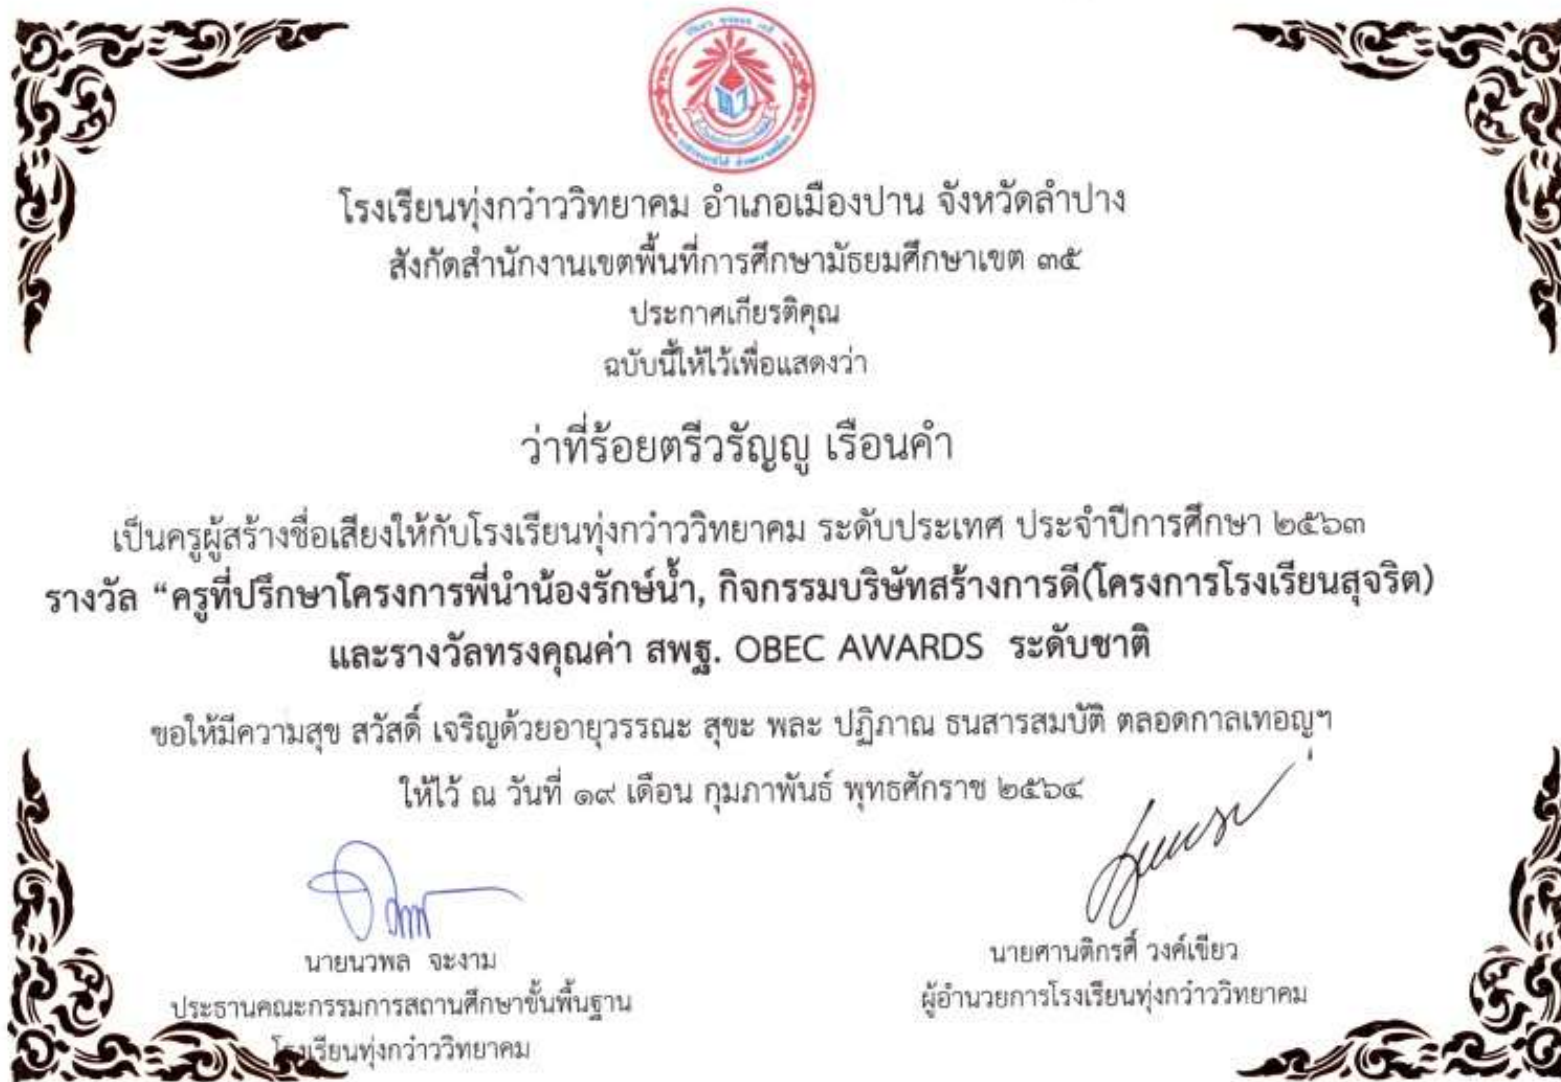 โรงเรียนทุ่งกว๋าววิทยาคม อำเภอเมืองปาน จังหวัดลำปาง
สังกัดสำนักงานเขตพื้นที่การศึกษามัธยมศึกษาเขต ๓๕
ประกาศเกียรติคุณ
ฉบับนี้ให้ไว้เพื่อแสดงว่า
ว่าที่ร้อยตรีวรัญญู เรือนคำ
เป็นครูผู้สร้างชื่อเสียงให้กับโรงเรียนทุ่งกว๋าววิทยาคม ระดับประเทศ ประจำปีการศึกษา ๒๕๖๓
รางวัล “ครูที่ปรึกษาโครงการพี่นำน้องรักษ์น้ำ, กิจกรรมบริษัทสร้างการดี(โครงการโรงเรียนสุจริต)
และรางวัลทรงคุณค่า สพฐ. OBEC AWARDS ระดับชาติ
ขอให้มีความสุข สวัสดิ์ เจริญด้วยอายุวรรณะ สุขะ พละ ปฏิภาณ ธนสารสมบัติ ตลอดกาลเทอญฯ
ให้ไว้ ณ วันที่ ๑๙ เดือน กุมภาพันธ์ พุทธศักราช ๒๕๖๔
นายนวพล จะงาม
ประธานคณะกรรมการสถานศึกษาขั้นพื้นฐาน
โรงเรียนทุ่งกว๋าววิทยาคม
นายศานติกรศิ์ วงค์เขียว
ผู้อำนวยการโรงเรียนทุ่งกว๋าววิทยาคม